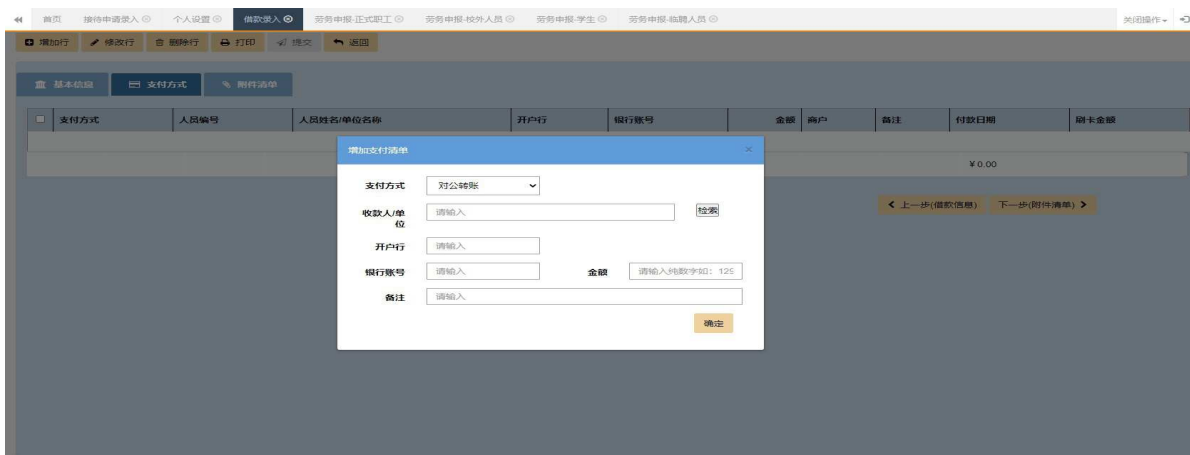 首页 接待申请录入 个人设置 借款录入 劳务申报-正式职工 劳务申报-校外人员 劳务申报-学生 劳务申报-临聘人员 关闭操作
增加行 修改行 删除行 打印 提交 返回
基本信息 支付方式 附件清单
支付方式 人员编号 人员姓名/单位名称 开户行 银行账号 金额 商户 备注 付款日期 刷卡金额
¥0.00
上一步(借款信息) 下一步(附件清单)
增加支付清单 ×
支付方式 对公转账
收款人/单
位 请输入 检索
开户行 请输入
银行账号 请输入 金额 请输入纯数字如：129
备注 请输入
确定